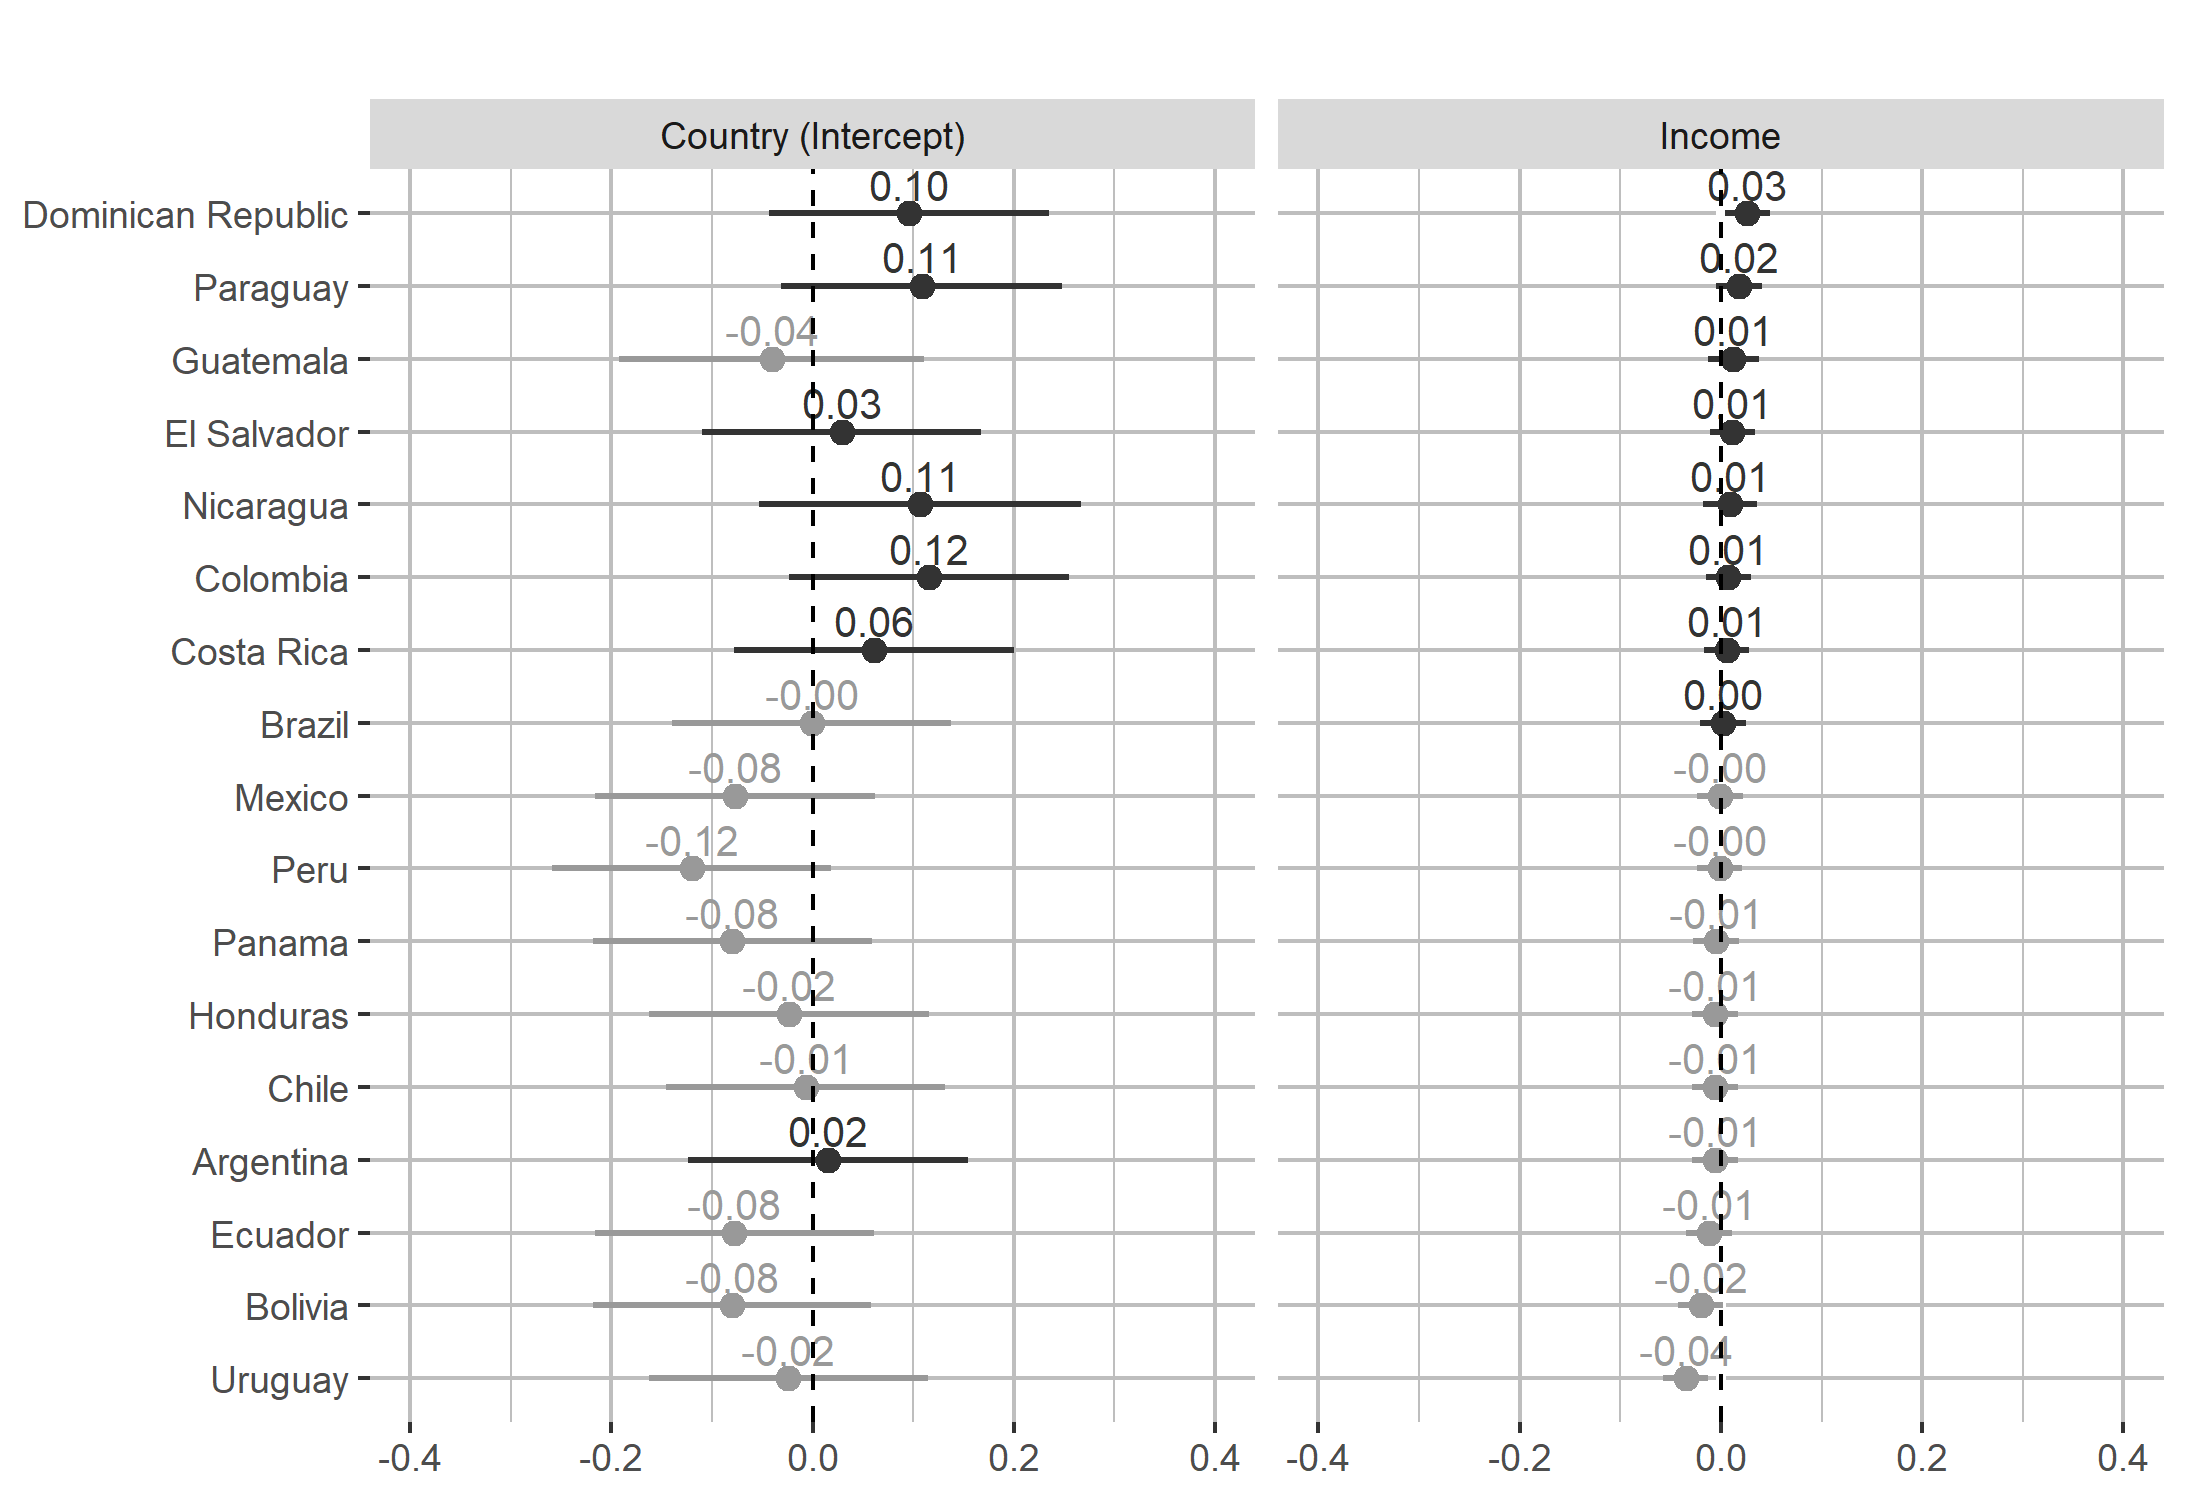 Country (Intercept) Income
Dominican Republic 0.10 0.03
Paraguay 0.11 0.02
Guatemala -0.04 0.01
El Salvador 0.03 0.01
Nicaragua 0.11 0.01
Colombia 0.12 0.01
Costa Rica 0.06 0.01
Brazil -0.00 0.00
Mexico -0.08 -0.00
Peru -0.12 -0.00
Panama -0.08 -0.01
Honduras -0.02 -0.01
Chile -0.01 -0.01
Argentina 0.02 -0.01
Ecuador -0.08 -0.01
Bolivia -0.08 -0.02
Uruguay -0.02 -0.04
-0.4 -0.2 0.0 0.2 0.4 -0.4 -0.2 0.0 0.2 0.4